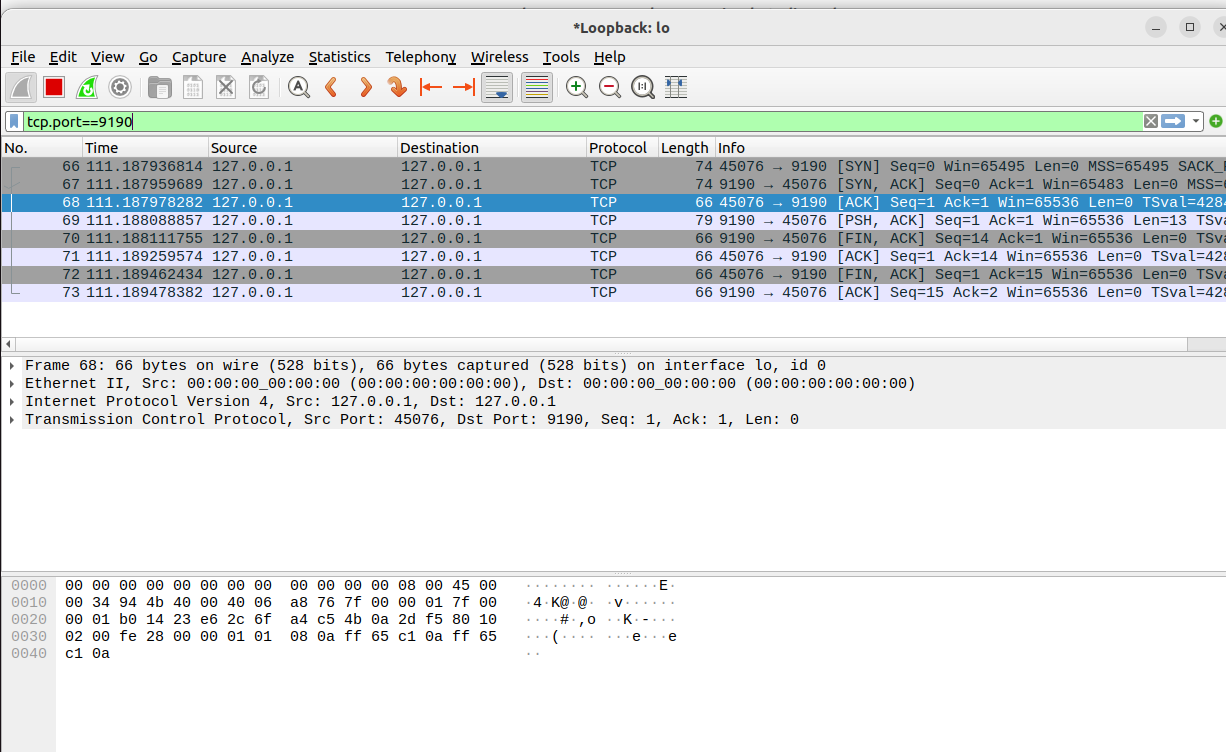 *Loopback: lo
File Edit View Go Capture Analyze Statistics Telephony Wireless Tools Help
tcp.port==9190
No. Time Source Destination Protocol Length Info
66 111.187936814 127.0.0.1 127.0.0.1 TCP 74 45076 → 9190 [SYN] Seq=0 Win=65495 Len=0 MSS=65495 SACK_
67 111.187959689 127.0.0.1 127.0.0.1 TCP 74 9190 → 45076 [SYN, ACK] Seq=0 Ack=1 Win=65483 Len=0 MSS=
68 111.187978282 127.0.0.1 127.0.0.1 TCP 66 45076 → 9190 [ACK] Seq=1 Ack=1 Win=65536 Len=0 TSval=4284
69 111.188088857 127.0.0.1 127.0.0.1 TCP 79 9190 → 45076 [PSH, ACK] Seq=1 Ack=1 Win=65536 Len=13 TSva
70 111.188111755 127.0.0.1 127.0.0.1 TCP 66 9190 → 45076 [FIN, ACK] Seq=14 Ack=1 Win=65536 Len=0 TSva
71 111.189259574 127.0.0.1 127.0.0.1 TCP 66 45076 → 9190 [ACK] Seq=1 Ack=14 Win=65536 Len=0 TSval=428
72 111.189462434 127.0.0.1 127.0.0.1 TCP 66 45076 → 9190 [FIN, ACK] Seq=1 Ack=15 Win=65536 Len=0 TSva
73 111.189478382 127.0.0.1 127.0.0.1 TCP 66 9190 → 45076 [ACK] Seq=15 Ack=2 Win=65536 Len=0 TSval=428
Frame 68: 66 bytes on wire (528 bits), 66 bytes captured (528 bits) on interface lo, id 0
Ethernet II, Src: 00:00:00_00:00:00 (00:00:00:00:00:00), Dst: 00:00:00_00:00:00 (00:00:00:00:00:00)
Internet Protocol Version 4, Src: 127.0.0.1, Dst: 127.0.0.1
Transmission Control Protocol, Src Port: 45076, Dst Port: 9190, Seq: 1, Ack: 1, Len: 0
0000 00 00 00 00 00 00 00 00 00 00 00 00 08 00 45 00 ········ ······E·
0010 00 34 94 4b 40 00 40 06 a8 76 7f 00 00 01 7f 00 ·4·K@·@· ·v······
0020 00 01 b0 14 23 e6 2c 6f a4 c5 4b 0a 2d f5 80 10 ····#·,o ··K·-···
0030 02 00 fe 28 00 00 01 01 08 0a ff 65 c1 0a ff 65 ···(···· ···e···e
0040 c1 0a ··